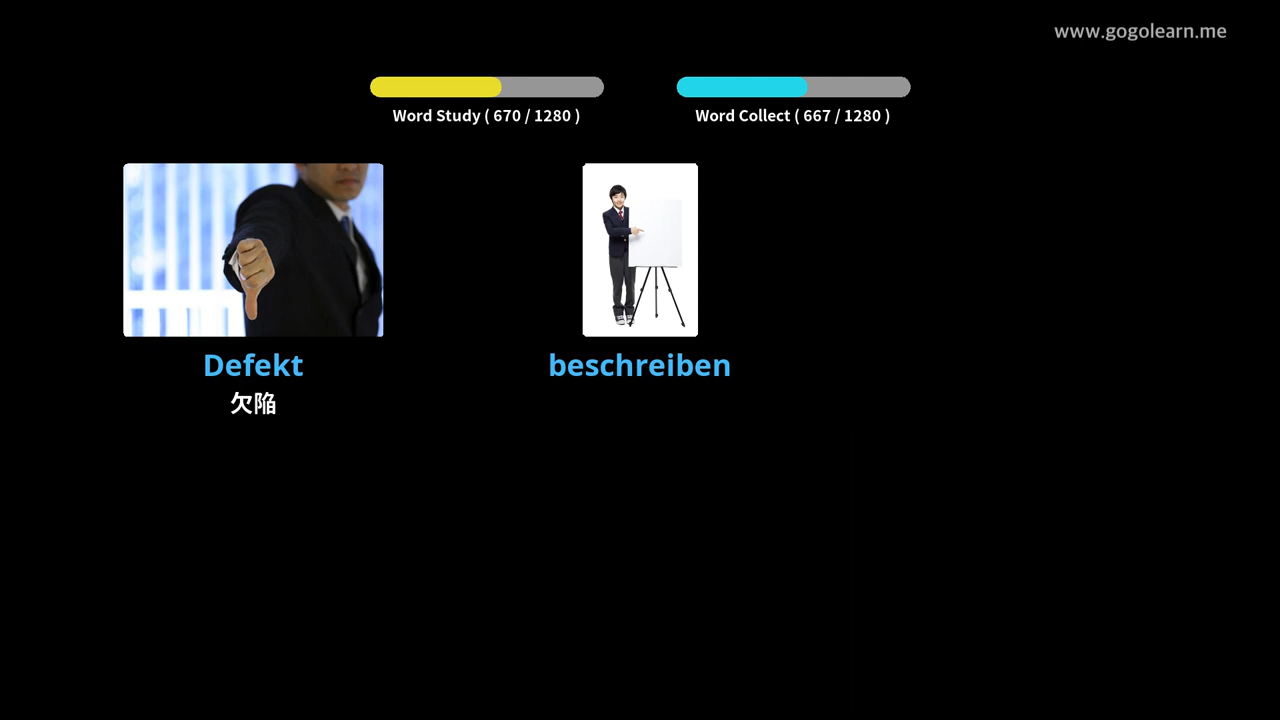 www.gogolearn.me
Word Study ( 670 / 1280 )
Word Collect ( 667 / 1280 )
Defekt
欠陥
beschreiben